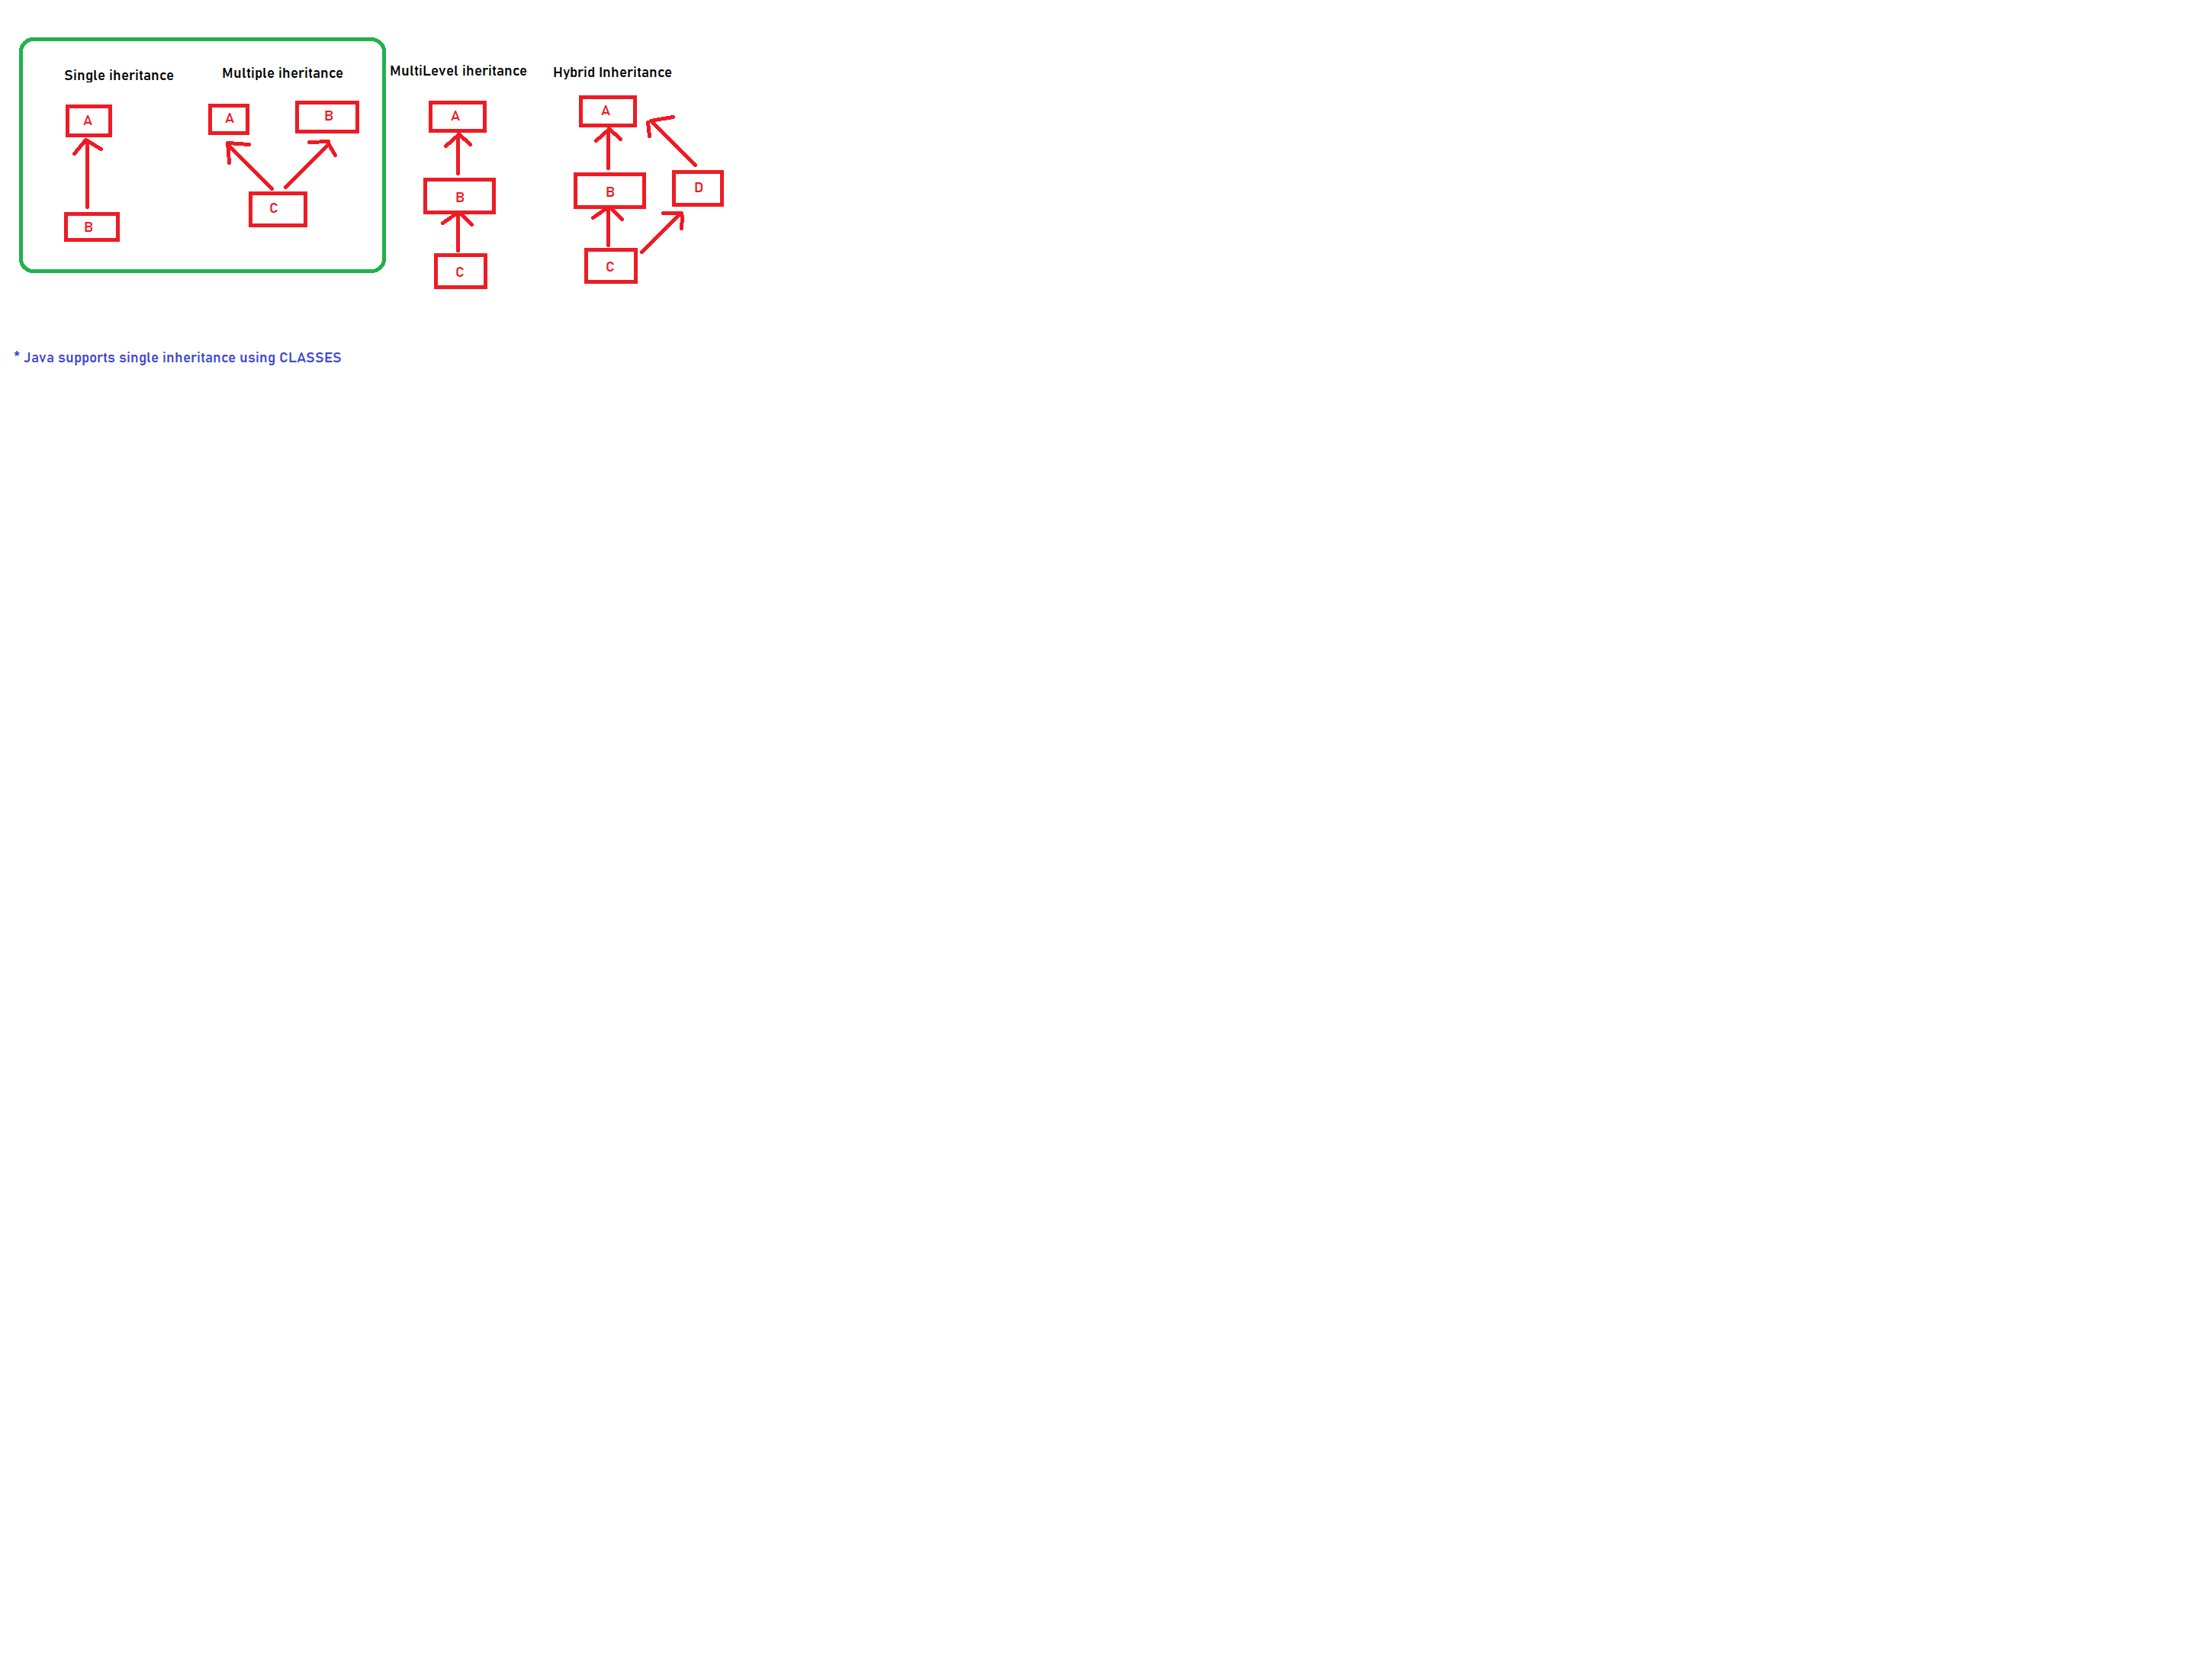 Single iheritance
A
B
Multiple iheritance
A
B
C
MultiLevel iheritance
A
B
C
Hybrid Inheritance
A
B
D
C
* Java supports single inheritance using CLASSES